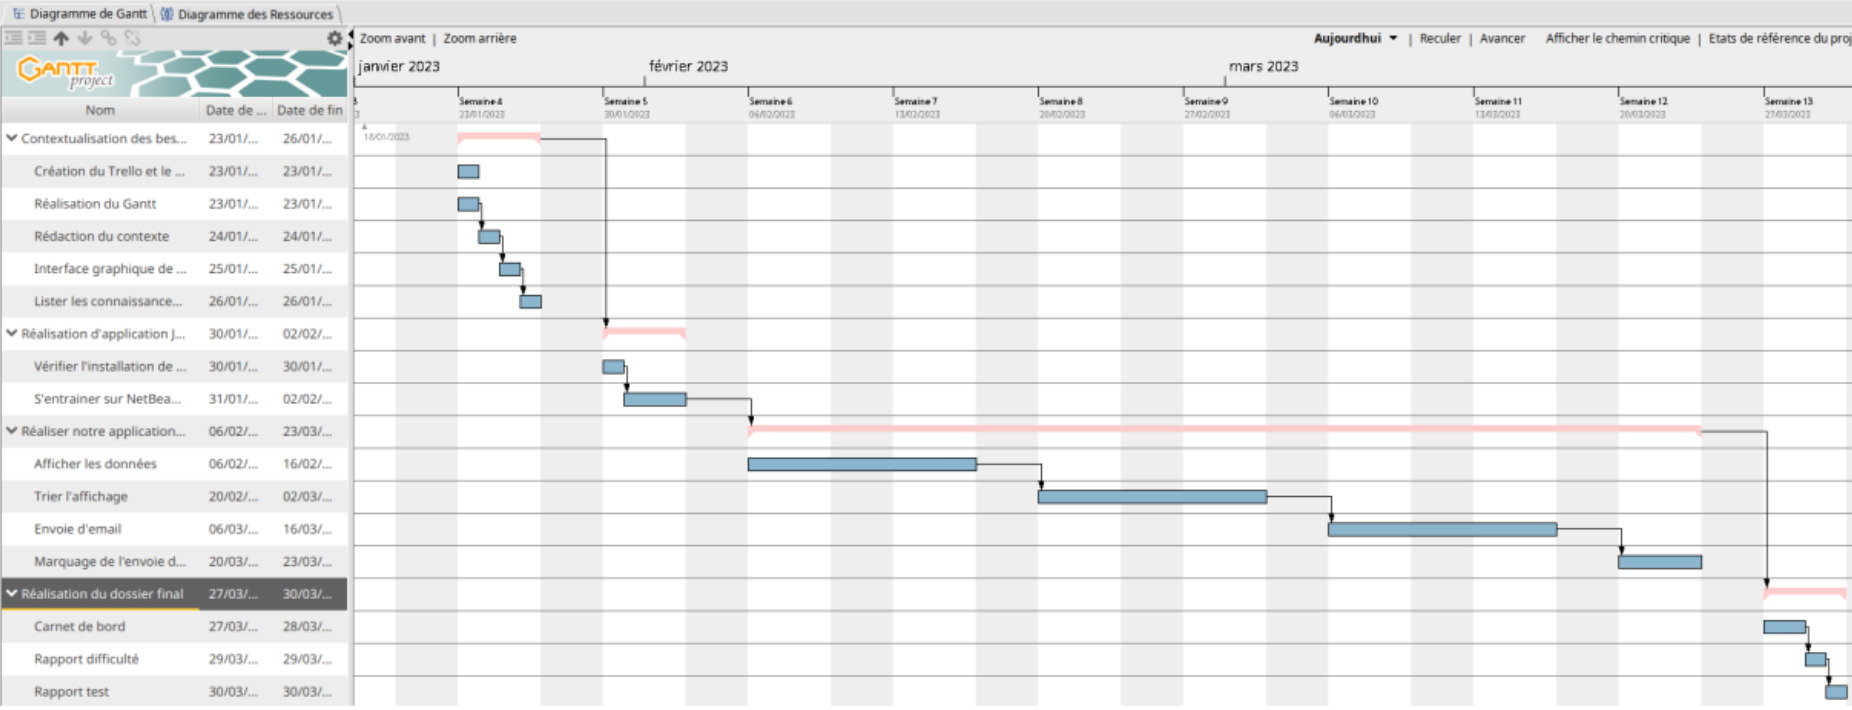 Diagramme de Gantt Diagramme des Ressources
Zoom avant | Zoom arrière Aujourdhui | Reculer | Avancer Afficher le chemin critique | Etats de référence du proj
GANTT project
janvier 2023 février 2023 mars 2023
Nom Date de ... Date de fin
Semaine 4 Semaine 5 Semaine 6 Semaine 7 Semaine 8 Semaine 9 Semaine 10 Semaine 11 Semaine 12 Semaine 13
3 23/01/2023 30/01/2023 06/02/2023 13/02/2023 20/02/2023 27/02/2023 06/03/2023 13/03/2023 20/03/2023 27/03/2023
18/01/2023
Contextualisation des bes... 23/01/... 26/01/...
Création du Trello et le ... 23/01/... 23/01/...
Réalisation du Gantt 23/01/... 23/01/...
Rédaction du contexte 24/01/... 24/01/...
Interface graphique de ... 25/01/... 25/01/...
Lister les connaissance... 26/01/... 26/01/...
Réalisation d'application J... 30/01/... 02/02/...
Vérifier l'installation de ... 30/01/... 30/01/...
S'entrainer sur NetBea... 31/01/... 02/02/...
Réaliser notre application... 06/02/... 23/03/...
Afficher les données 06/02/... 16/02/...
Trier l'affichage 20/02/... 02/03/...
Envoie d'email 06/03/... 16/03/...
Marquage de l'envoie d... 20/03/... 23/03/...
Réalisation du dossier final 27/03/... 30/03/...
Carnet de bord 27/03/... 28/03/...
Rapport difficulté 29/03/... 29/03/...
Rapport test 30/03/... 30/03/...